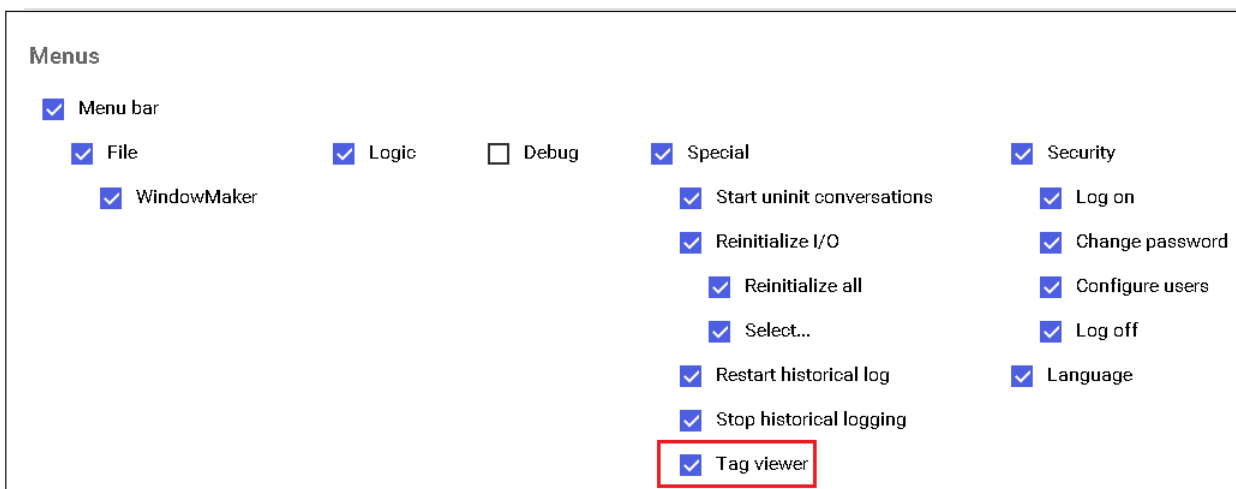 Menus
Menu bar
File
Logic
Debug
Special
Security
WindowMaker
Start uninit conversations
Log on
Reinitialize I/O
Change password
Reinitialize all
Configure users
Select...
Log off
Restart historical log
Language
Stop historical logging
Tag viewer